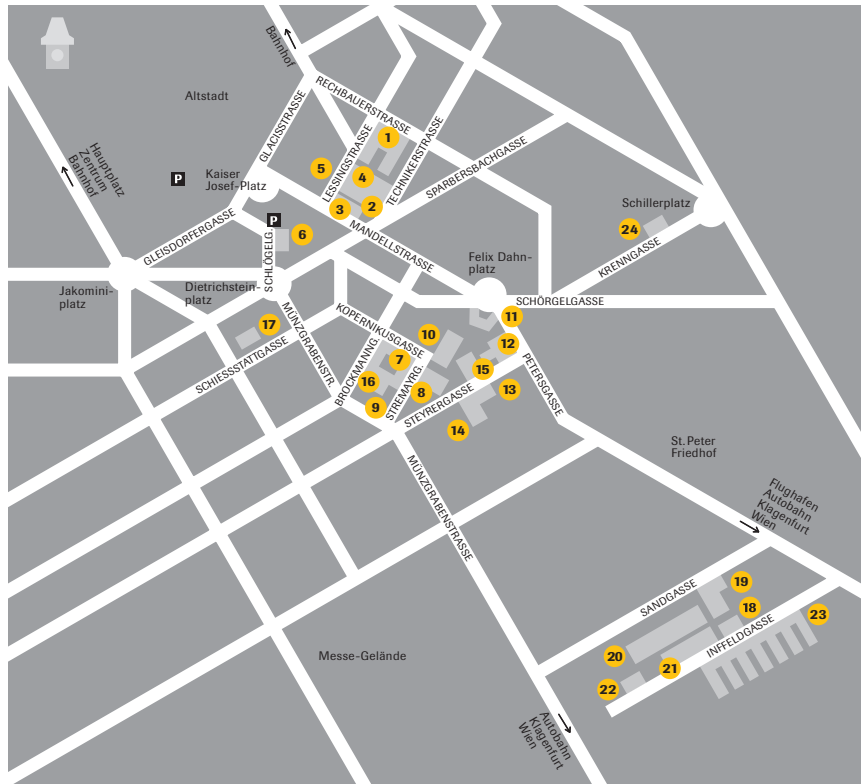 Bahnhof
RECHBAUERSTRASSE
Altstadt
GLACISSTRASSE
LESSINGSTRASSE
TECHNIKERSTRASSE
1
SPARBERSBACHGASSE
Hauptplatz
Zentrum
Bahnhof
P
Kaiser
Josef-Platz
5
4
3
2
Schillerplatz
24
KRENNGASSE
P
6
GLEISDORFERGASSE
SCHLÖGELG.
MANDELLSTRASSE
Felix Dahn-
platz
Jakomini-
platz
Dietrichstein-
platz
SCHÖRGELGASSE
17
MÜNZGRABENSTR.
KOPERNIKUSGASSE
10
11
12
SCHIESSSTATTGASSE
BROCKMANNG.
7
STREMAYRG.
16
8
9
15
13
PETERSGASSE
STEYRERGASSE
14
St. Peter
Friedhof
MÜNZGRABENSTRASSE
Flughafen
Autobahn
Klagenfurt
Wien
SANDGASSE
19
18
23
INFFELDGASSE
20
21
22
Messe-Gelände
Autobahn
Klagenfurt
Wien